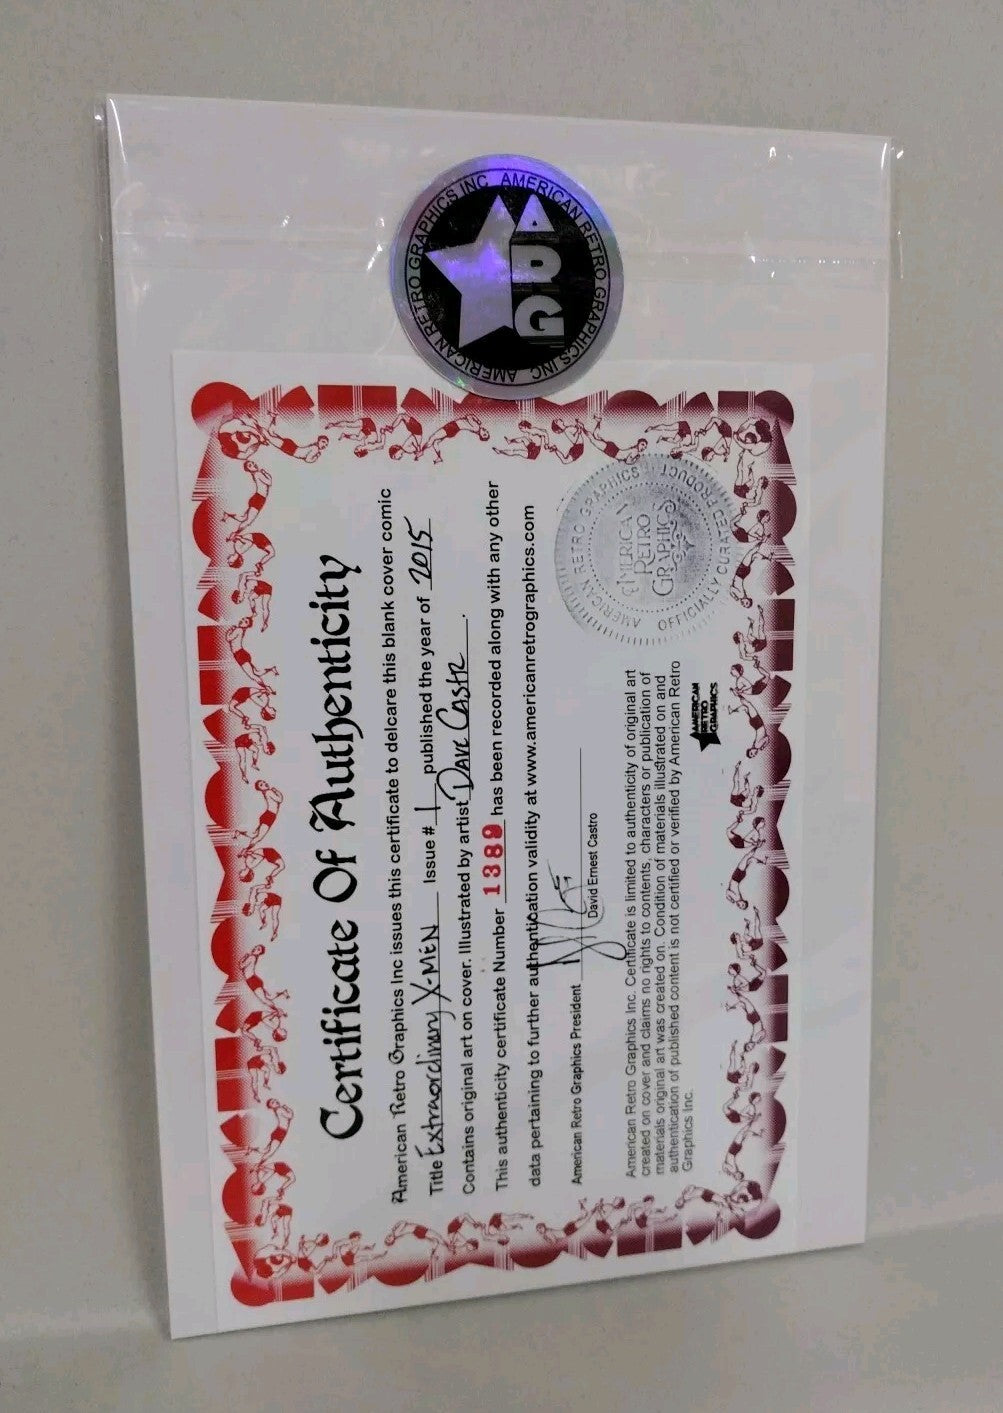 AMERICAN RETRO GRAPHICS INC AMERICAN RETRO GRAPHICS INC
ARG
Certificate Of Authenticity
American Retro Graphics Inc issues this certificate to delcare this blank cover comic
Title Extraordinary X-MEN Issue # 1 published the year of 2015
Contains original art on cover. Illustrated by artist Dave Castr.
This authenticity certificate Number 1389 has been recorded along with any other
data pertaining to further authentication validity at www.americanretrographics.com
American Retro Graphics President
David Ernest Castro
American Retro Graphics Inc. Certificate is limited to authenticity of original art
created on cover and claims no rights to contents, characters or publication of
materials original art was created on. Condition of materials illustrated on and
authentication of published content is not certified or verified by American Retro
Graphics Inc.
AMERICAN
RETRO
GRAPHICS
AMERICAN RETRO GRAPHICS
OFFICIALLY CURATED PRODUCT
AMERICAN
RETRO
GRAPHICS